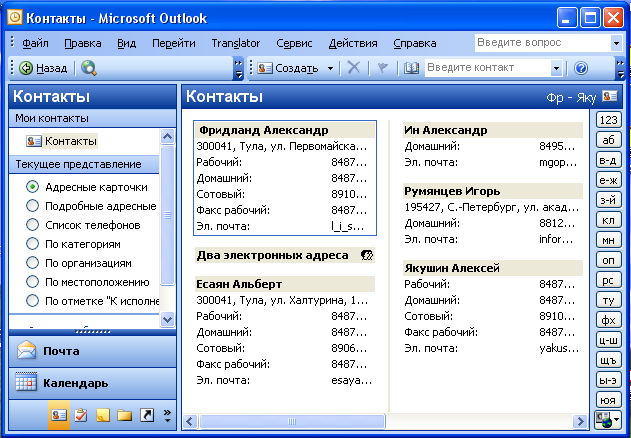 Контакты - Microsoft Outlook
Файл Правка Вид Перейти Translator Сервис Действия Справка Введите вопрос
Назад Создать Введите контакт
Контакты
Мои контакты
Контакты
Текущее представление
Адресные карточки
Подробные адресные
Список телефонов
По категориям
По организациям
По местоположению
По отметке "К исполне
Почта
Календарь
Контакты Фр - Яку
Фридланд Александр
300041, Тула, ул. Первомайска...
Рабочий: 8487...
Домашний: 8487...
Сотовый: 8910...
Факс рабочий: 8487...
Эл. почта: l_i_s...
Два электронных адреса
Есаян Альберт
300041, Тула, ул. Халтурина, 1...
Рабочий: 8487...
Домашний: 8487...
Сотовый: 8906...
Факс рабочий: 8487...
Эл. почта: esaya...
Ин Александр
Домашний: 8495...
Эл. почта: mgop...
Румянцев Игорь
195427, С.-Петербург, ул. акад...
Домашний: 8812...
Эл. почта: infor...
Якушин Алексей
Рабочий: 8487...
Домашний: 8487...
Сотовый: 8910...
Факс рабочий: 8487...
Эл. почта: yakus...
123
аб
в-д
е-ж
з-й
кл
мн
оп
рс
ту
фх
ц-ш
щъ
ы-э
юя